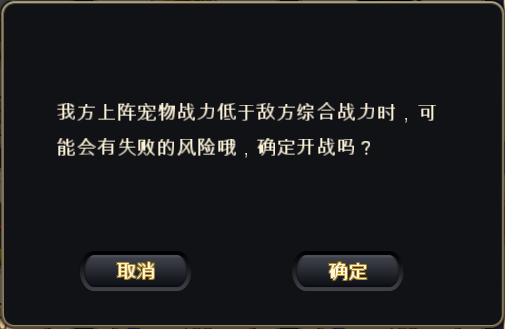 我方上阵宠物战力低于敌方综合战力时，可
能会有失败的风险哦，确定开战吗？
取消 确定